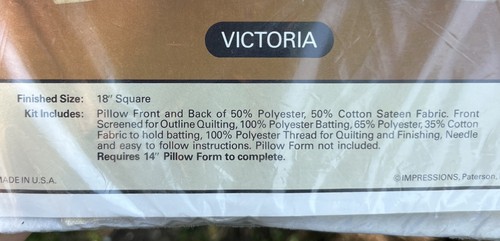 VICTORIA
Finished Size: 18" Square
Kit Includes: Pillow Front and Back of 50% Polyester, 50% Cotton Sateen Fabric. Front
Screened for Outline Quilting, 100% Polyester Batting, 65% Polyester, 35% Cotton
Fabric to hold batting, 100% Polyester Thread for Quilting and Finishing, Needle
and easy to follow instructions. Pillow Form not included.
Requires 14" Pillow Form to complete.
MADE IN U.S.A. ©IMPRESSIONS, Paterson,